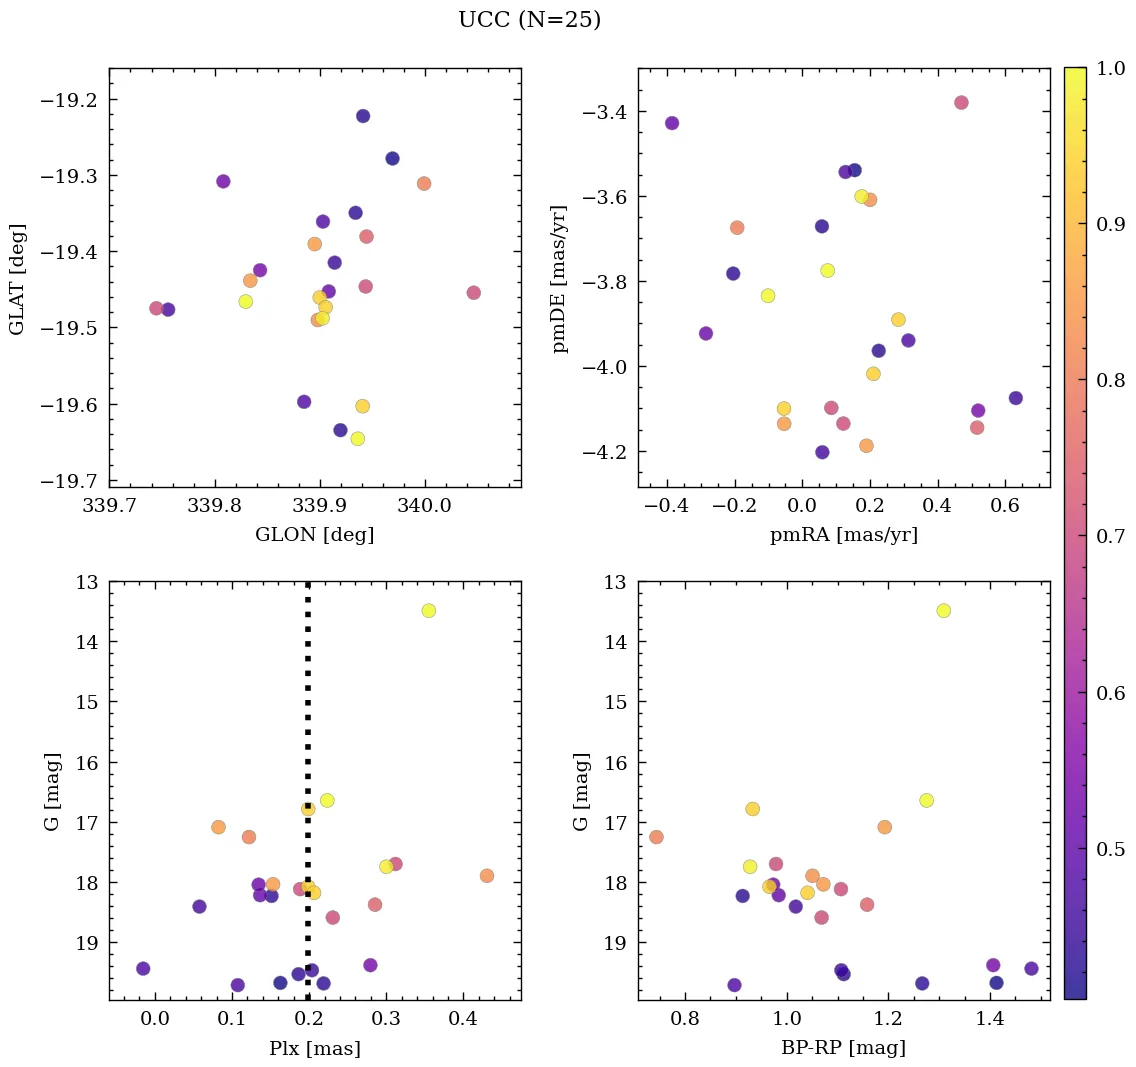 UCC (N=25)
−19.2
−19.3
−19.4
−19.5
−19.6
−19.7
GLAT [deg]
339.7 339.8 339.9 340.0
GLON [deg]
−3.4
−3.6
−3.8
−4.0
−4.2
pmDE [mas/yr]
−0.4 −0.2 0.0 0.2 0.4 0.6
pmRA [mas/yr]
1.0
0.9
0.8
0.7
0.6
0.5
13
14
15
16
17
18
19
G [mag]
0.0 0.1 0.2 0.3 0.4
Plx [mas]
13
14
15
16
17
18
19
G [mag]
0.8 1.0 1.2 1.4
BP-RP [mag]